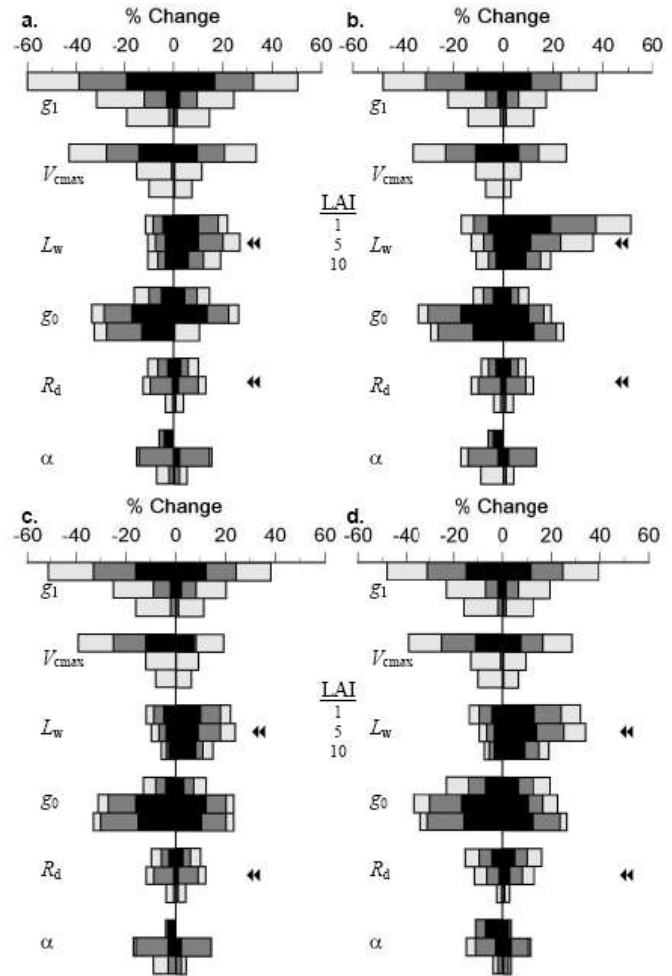 a. % Change
-60 -40 -20 0 20 40 60
b. % Change
-60 -40 -20 0 20 40 60
g1
Vcmax
Lw
g0
Rd
α
LAI
1
5
10
g1
Vcmax
Lw
g0
Rd
α
c. % Change
-60 -40 -20 0 20 40 60
d. % Change
-60 -40 -20 0 20 40 60
g1
Vcmax
Lw
g0
Rd
α
LAI
1
5
10
g1
Vcmax
Lw
g0
Rd
α